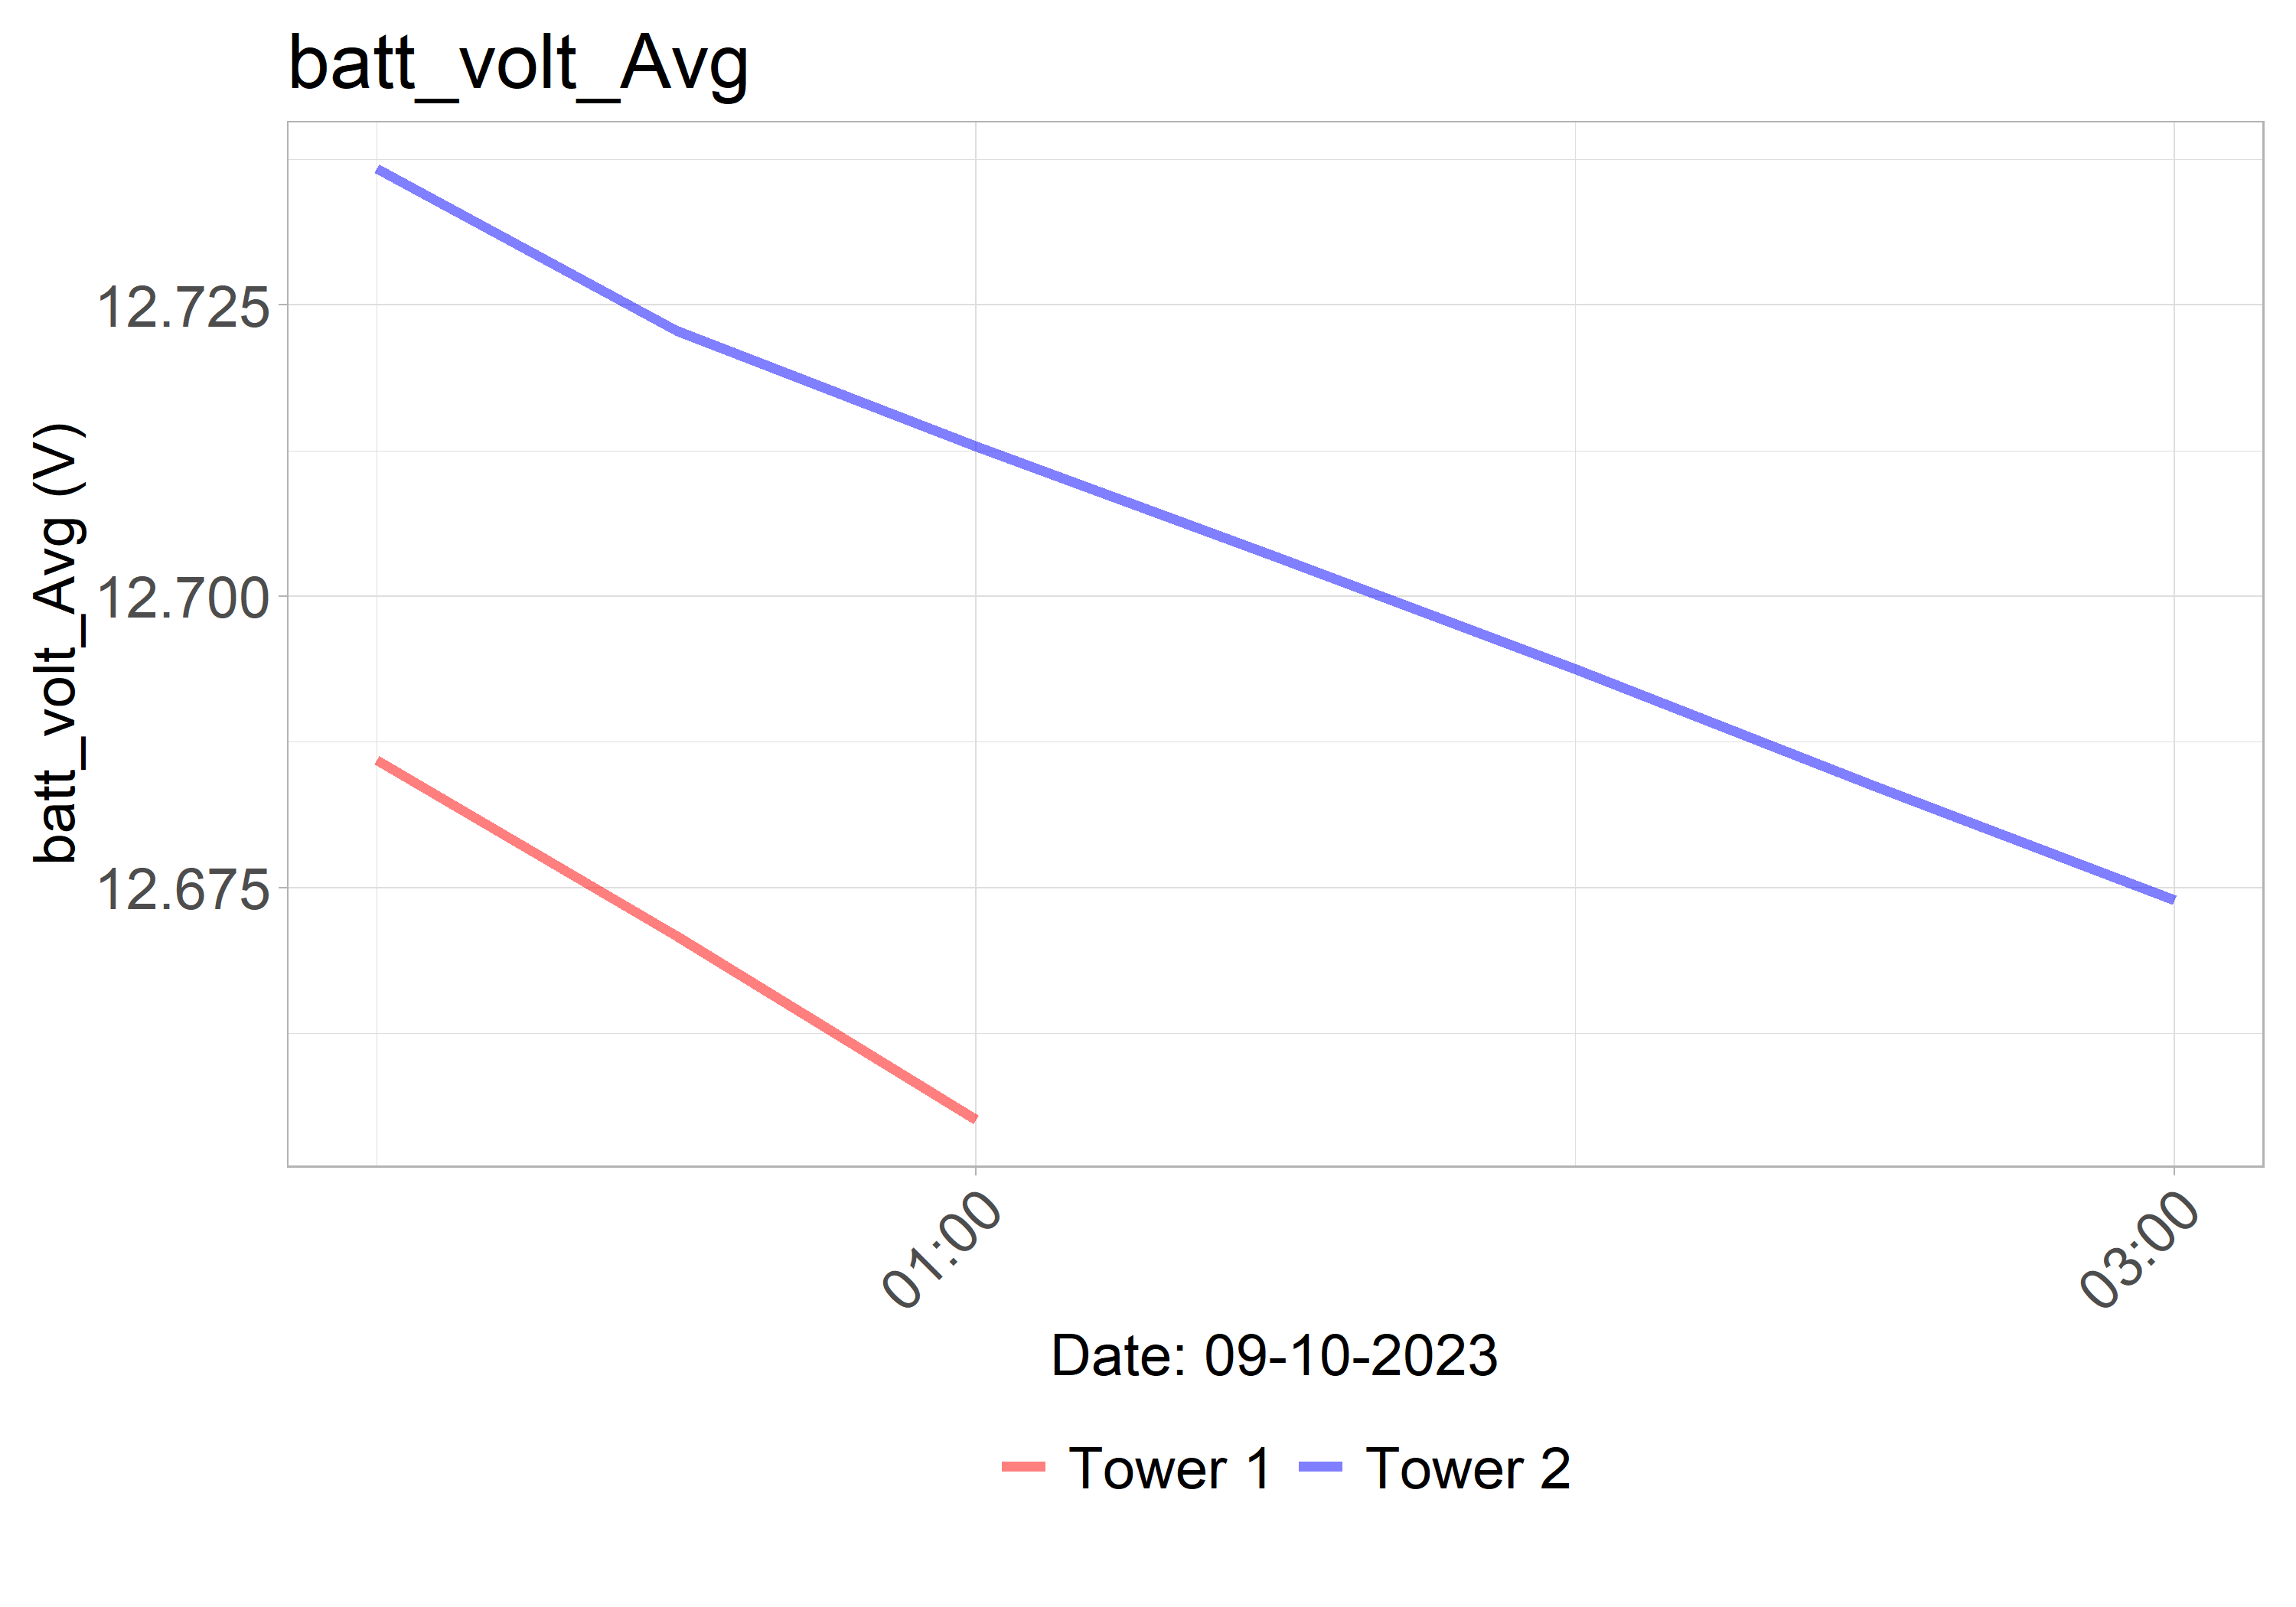 batt_volt_Avg
batt_volt_Avg (V)
12.725
12.700
12.675
01:00
03:00
Date: 09-10-2023
Tower 1 Tower 2